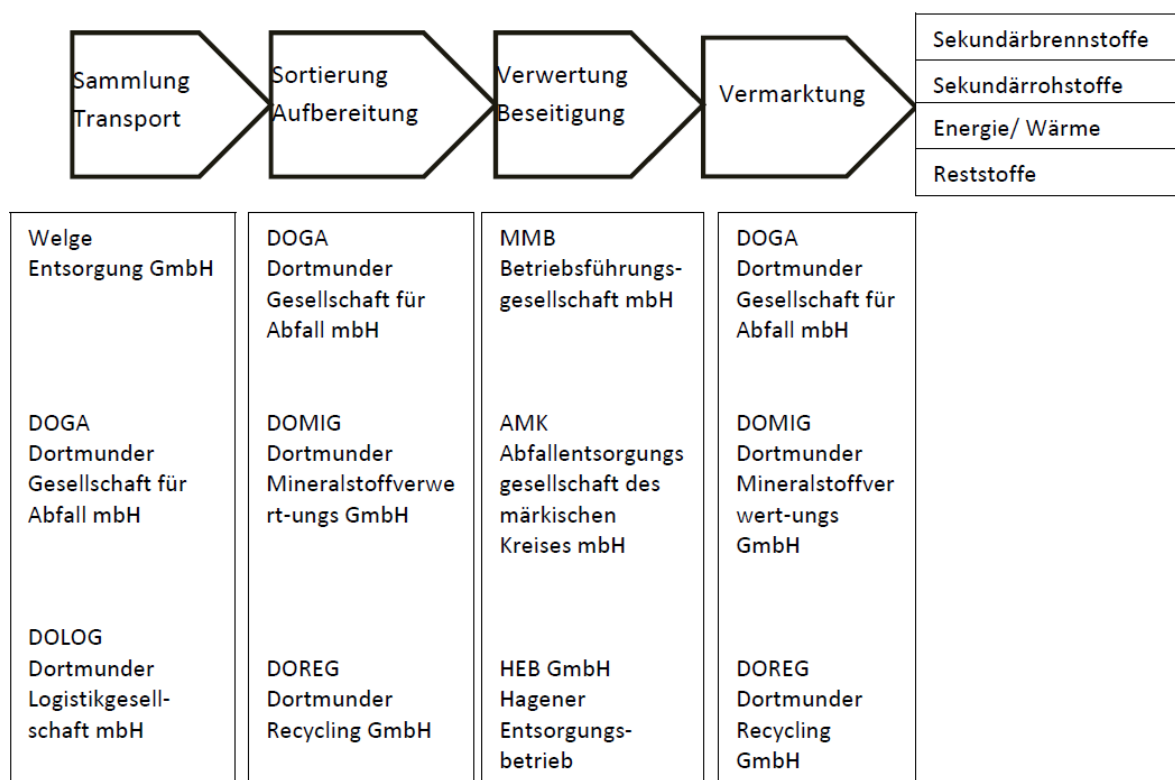 Sammlung
Transport
Sortierung
Aufbereitung
Verwertung
Beseitigung
Vermarktung
Sekundärbrennstoffe
Sekundärrohstoffe
Energie/ Wärme
Reststoffe
Welge
Entsorgung GmbH
DOGA
Dortmunder
Gesellschaft für
Abfall mbH
DOLOG
Dortmunder
Logistikgesell-
schaft mbH
DOGA
Dortmunder
Gesellschaft für
Abfall mbH
DOMIG
Dortmunder
Mineralstoffverwe
rt-ungs GmbH
DOREG
Dortmunder
Recycling GmbH
MMB
Betriebsführungs-
gesellschaft mbH
AMK
Abfallentsorgungs
gesellschaft des
märkischen
Kreises mbH
HEB GmbH
Hagener
Entsorgungs-
betrieb
DOGA
Dortmunder
Gesellschaft für
Abfall mbH
DOMIG
Dortmunder
Mineralstoffver
wert-ungs
GmbH
DOREG
Dortmunder
Recycling
GmbH